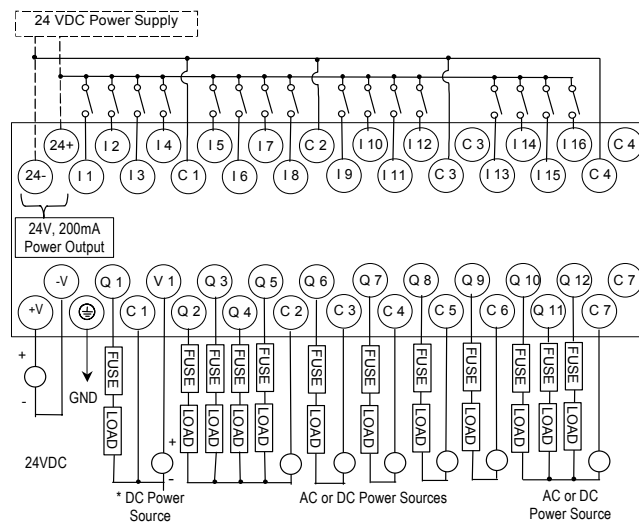 24 VDC Power Supply
24+ I 2 I 4 I 5 I 7 C 2 I 10 I 12 C 3 I 14 I 16 C 4
24- I 1 I 3 C 1 I 6 I 8 I 9 I 11 C 3 I 13 I 15 C 4
24V, 200mA
Power Output
-V Q 1 V 1 Q 3 Q 5 Q 6 Q 7 Q 8 Q 9 Q 10 Q 12 C 7
+V C 1 Q 2 Q 4 C 2 C 3 C 4 C 5 C 6 Q 11 C 7
+
-
GND
FUSE FUSE FUSE FUSE FUSE FUSE FUSE FUSE FUSE FUSE FUSE FUSE
LOAD LOAD LOAD LOAD LOAD LOAD LOAD LOAD LOAD LOAD LOAD LOAD
+
-
24VDC
* DC Power
Source
AC or DC Power Sources
AC or DC
Power Source